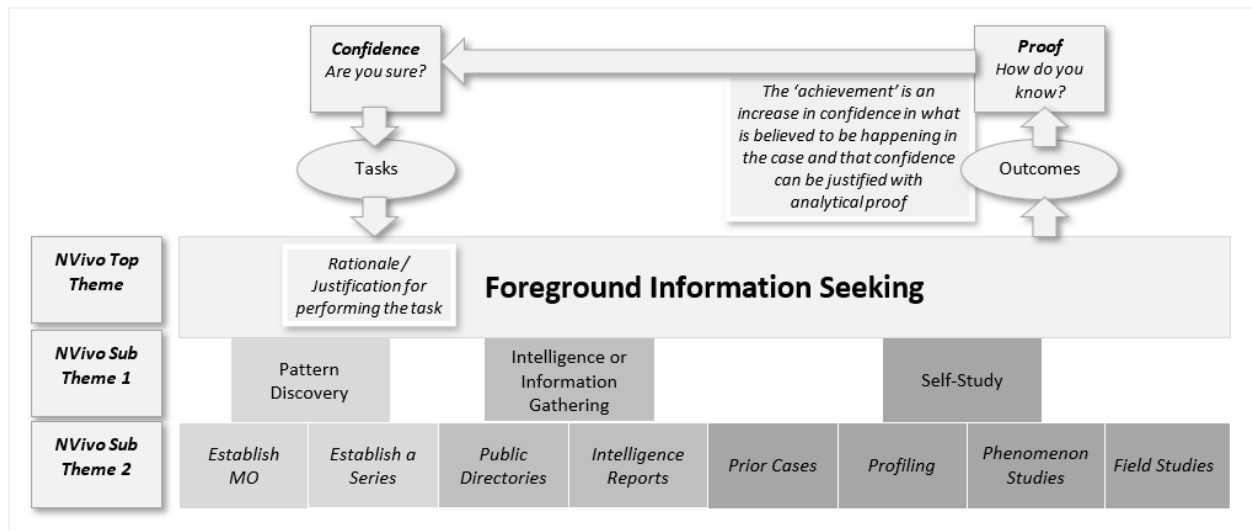 Confidence
Are you sure?
Proof
How do you
know?
The ‘achievement’ is an
increase in confidence in what
is believed to be happening in
the case and that confidence
can be justified with
analytical proof
Tasks
Outcomes
NVivo Top
Theme
Rationale /
Justification for
performing the task
Foreground Information Seeking
NVivo Sub
Theme 1
Pattern
Discovery
Intelligence or
Information
Gathering
Self-Study
NVivo Sub
Theme 2
Establish
MO
Establish a
Series
Public
Directories
Intelligence
Reports
Prior Cases
Profiling
Phenomenon
Studies
Field Studies